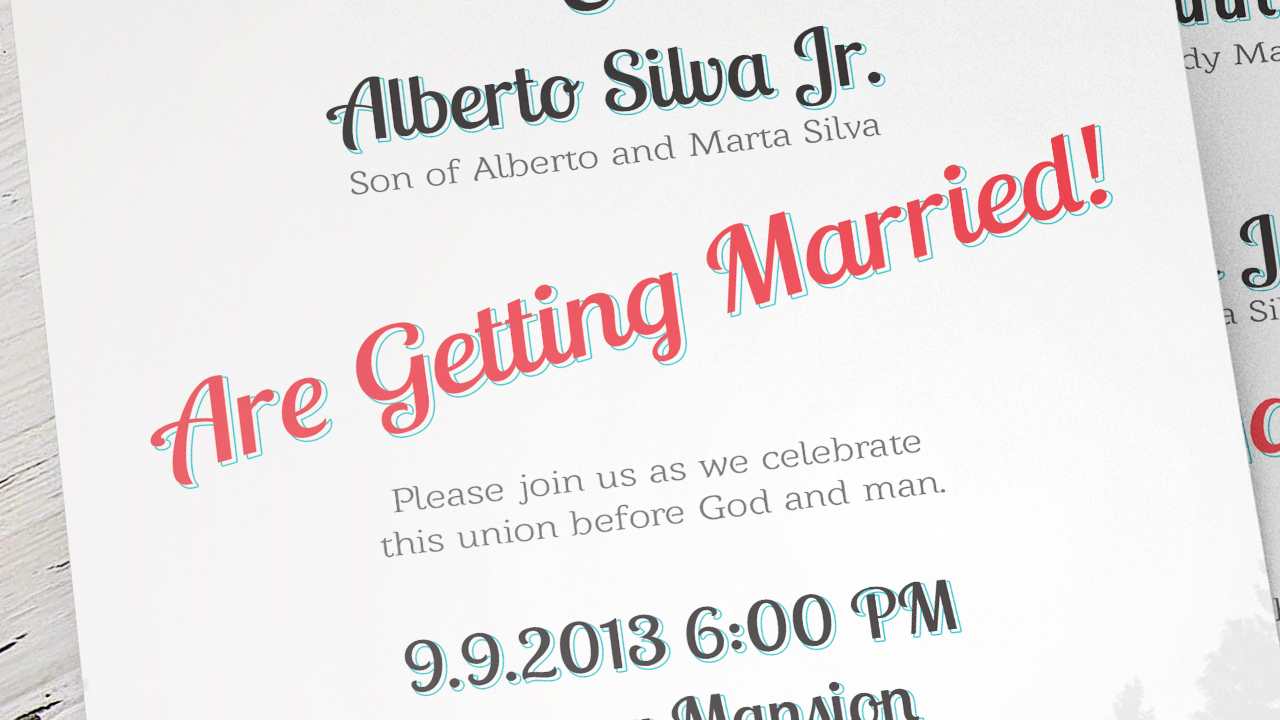 Alberto Silva Jr.
Son of Alberto and Marta Silva
Are Getting Married!
Please join us as we celebrate
this union before God and man.
9.9.2013 6:00 PM
Mansion